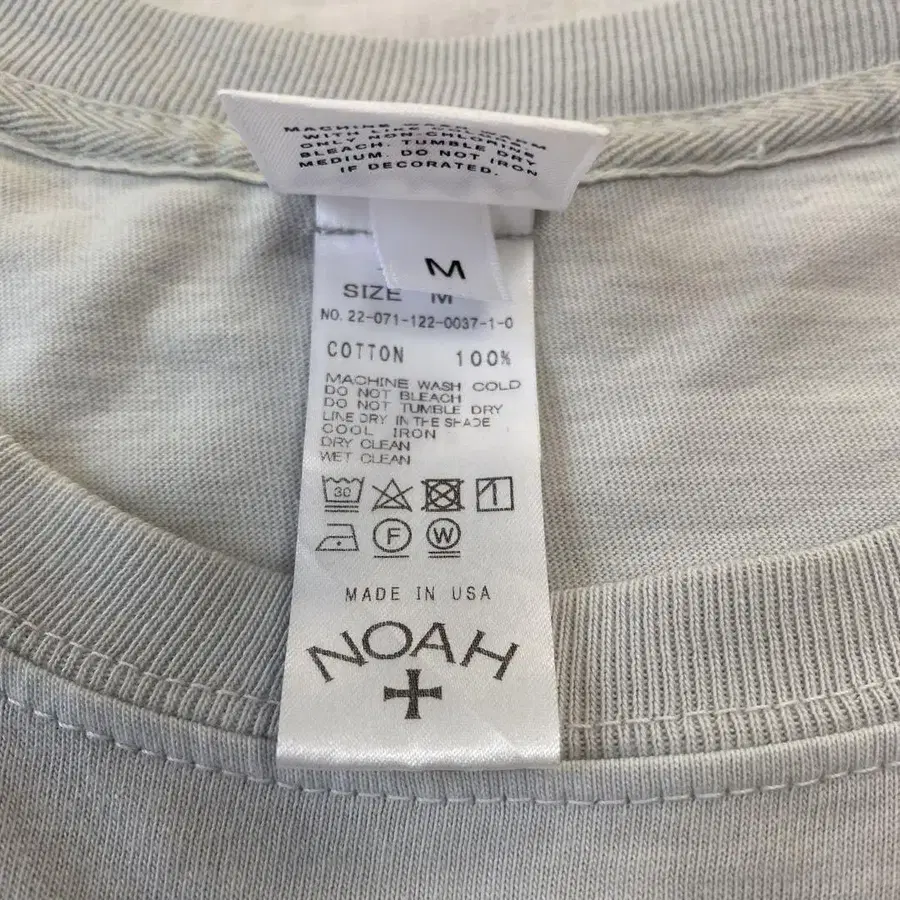 MACHINE WASH WARM
WITH LIKE COLORS.
ONLY NON-CHLORINE
BLEACH. TUMBLE DRY
MEDIUM. DO NOT IRON
IF DECORATED.
M
SIZE M
NO. 22-071-122-0037-1-0
COTTON 100%
MACHINE WASH COLD
DO NOT BLEACH
DO NOT TUMBLE DRY
LINE DRY IN THE SHADE
COOL IRON
DRY CLEAN
WET CLEAN
30
F W
MADE IN USA
NOAH